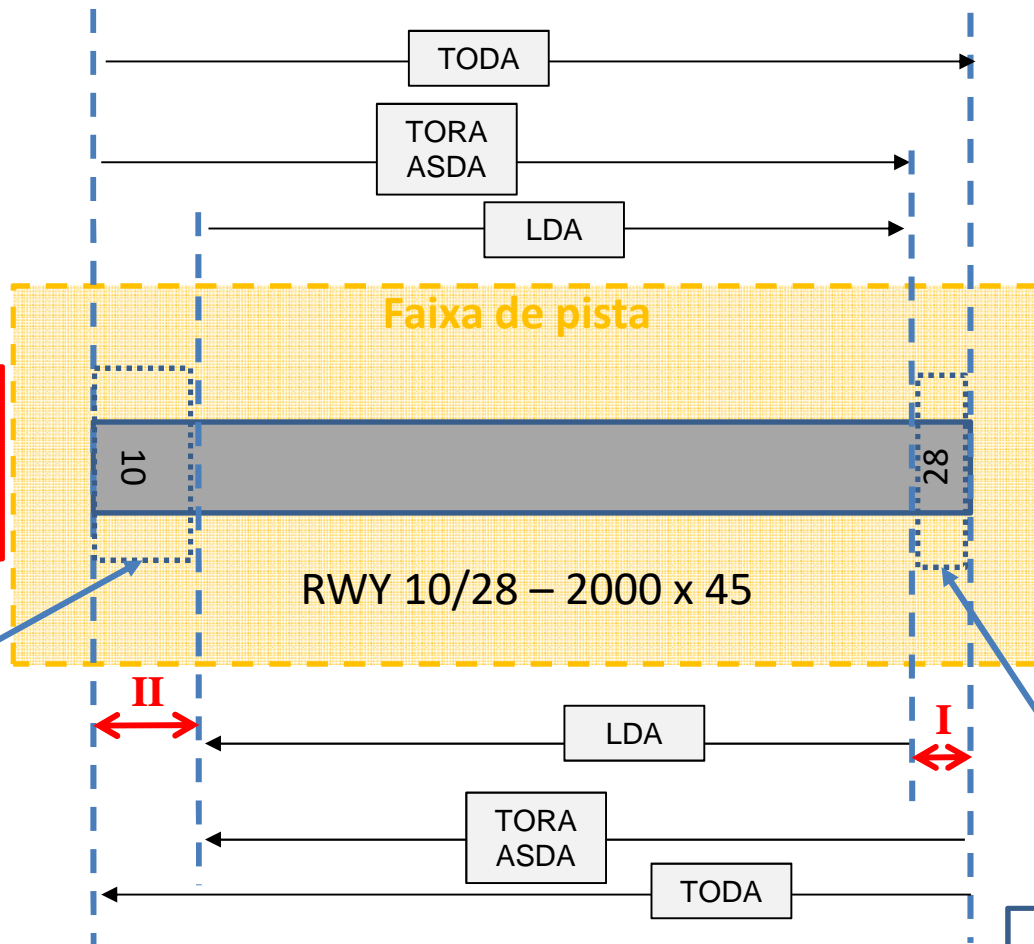 TODA
TORA
ASDA
LDA
Faixa de pista
10
28
RWY 10/28 – 2000 x 45
II
I
LDA
TORA
ASDA
TODA